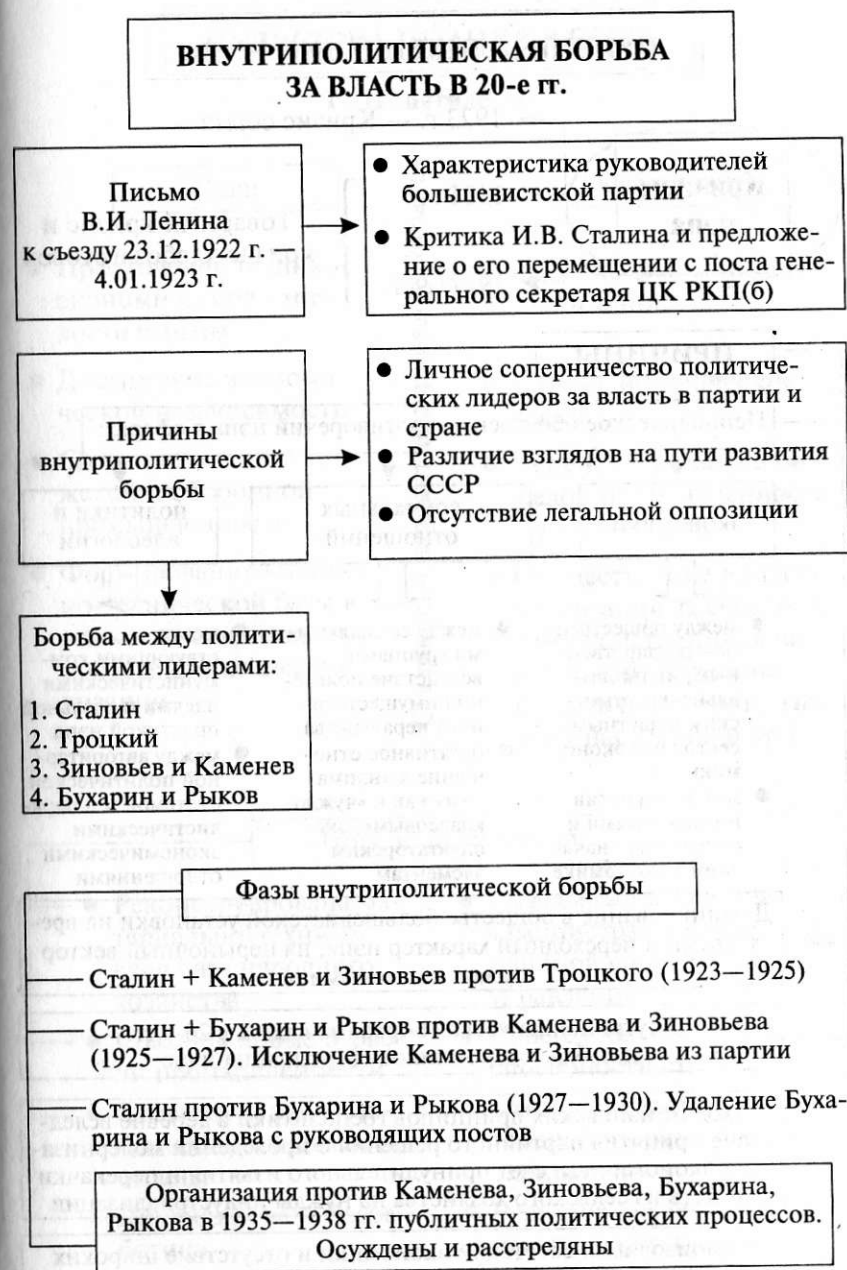 ВНУТРИПОЛИТИЧЕСКАЯ БОРЬБА
ЗА ВЛАСТЬ В 20-е гг.
Письмо
В.И. Ленина
к съезду 23.12.1922 г. —
4.01.1923 г.
● Характеристика руководителей
большевистской партии
● Критика И.В. Сталина и предложе-
ние о его перемещении с поста гене-
рального секретаря ЦК РКП(б)
Причины
внутриполитической
борьбы
● Личное соперничество политиче-
ских лидеров за власть в партии и
стране
● Различие взглядов на пути развития
СССР
● Отсутствие легальной оппозиции
Борьба между полити-
ческими лидерами:
1. Сталин
2. Троцкий
3. Зиновьев и Каменев
4. Бухарин и Рыков
Фазы внутриполитической борьбы
Сталин + Каменев и Зиновьев против Троцкого (1923—1925)
Сталин + Бухарин и Рыков против Каменева и Зиновьева
(1925—1927). Исключение Каменева и Зиновьева из партии
Сталин против Бухарина и Рыкова (1927—1930). Удаление Буха-
рина и Рыкова с руководящих постов
Организация против Каменева, Зиновьева, Бухарина,
Рыкова в 1935—1938 гг. публичных политических процессов.
Осуждены и расстреляны